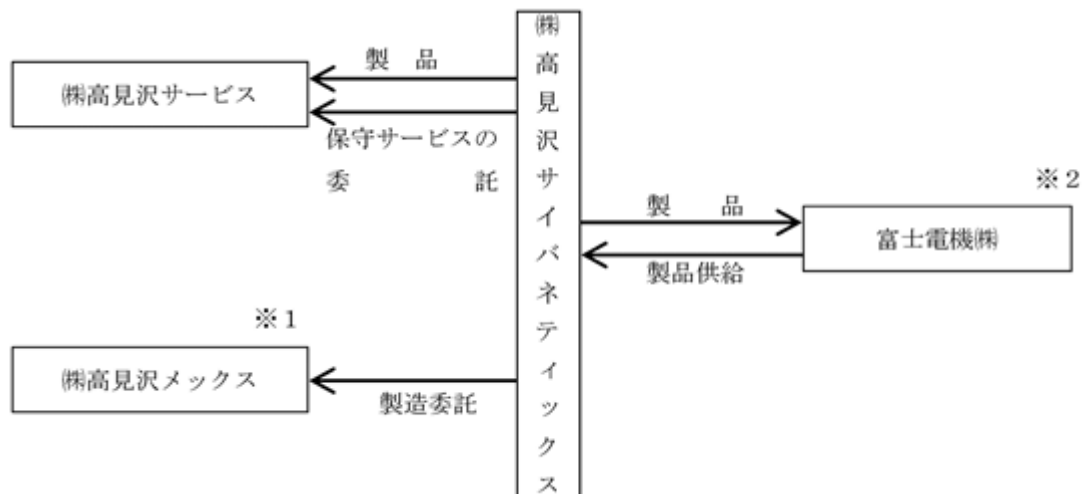 ㈱高見沢サービス
製 品
保守サービスの
委 託
※1
㈱高見沢メックス
製造委託
㈱高見沢サイバネティックス
製 品
製品供給
※2
富士電機㈱